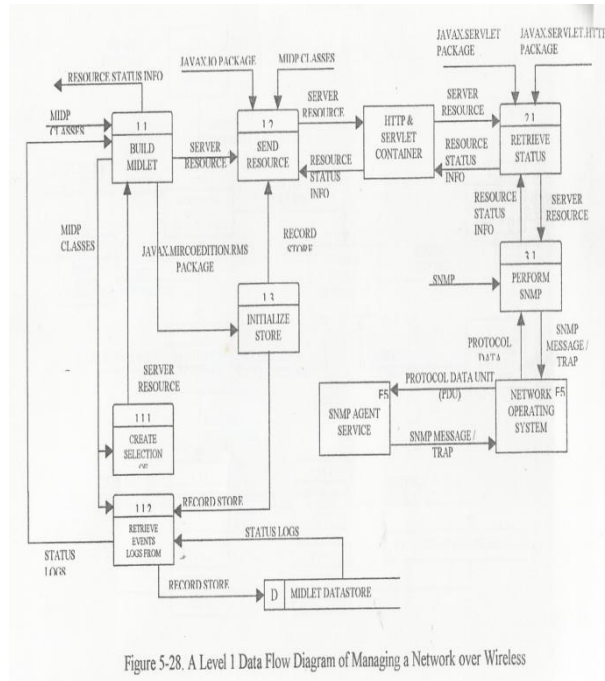 JAVAX.SERVLET
PACKAGE
JAVAX.SERVLET.HTTP
PACKAGE
RESOURCE STATUS INFO
JAVAX.IO PACKAGE
MIDP CLASSES
MIDP
CLASSES
1.1
BUILD
MIDLET
SERVER
RESOURCE
1.2
SEND
RESOURCE
SERVER
RESOURCE
RESOURCE
STATUS
INFO
HTTP &
SERVLET
CONTAINER
SERVER
RESOURCE
RESOURCE
STATUS
INFO
2.1
RETRIEVE
STATUS
RESOURCE
STATUS
INFO
SERVER
RESOURCE
MIDP
CLASSES
JAVAX.MIRCOEDITION.RMS
PACKAGE
RECORD
STORE
SNMP
3.1
PERFORM
SNMP
1.3
INITIALIZE
STORE
PROTOCOL
DATA
SNMP
MESSAGE /
TRAP
SERVER
RESOURCE
PROTOCOL DATA UNIT
(PDU)
SNMP AGENT
SERVICE
F5
SNMP MESSAGE /
TRAP
NETWORK
OPERATING
SYSTEM
F5
1.1.1
CREATE
SELECTION
OF
1.1.2
RETRIEVE
EVENTS
LOGS FROM
RECORD STORE
STATUS LOGS
STATUS
LOGS
RECORD STORE
D MIDLET DATASTORE
Figure 5-28. A Level 1 Data Flow Diagram of Managing a Network over Wireless